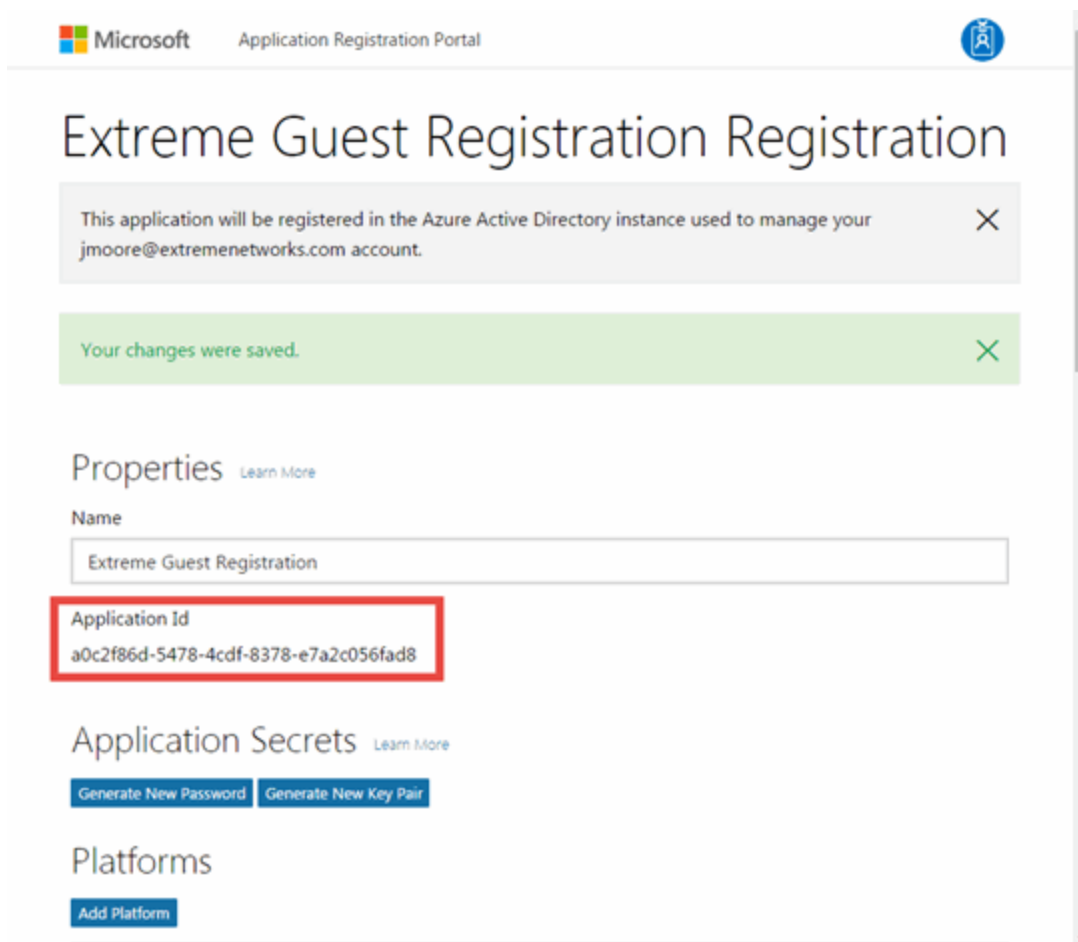 Microsoft Application Registration Portal
Extreme Guest Registration Registration
This application will be registered in the Azure Active Directory instance used to manage your
jmoore@extremenetworks.com account.
Your changes were saved.
Properties Learn More
Name
Extreme Guest Registration
Application Id
a0c2f86d-5478-4cdf-8378-e7a2c056fad8
Application Secrets Learn More
Generate New Password Generate New Key Pair
Platforms
Add Platform